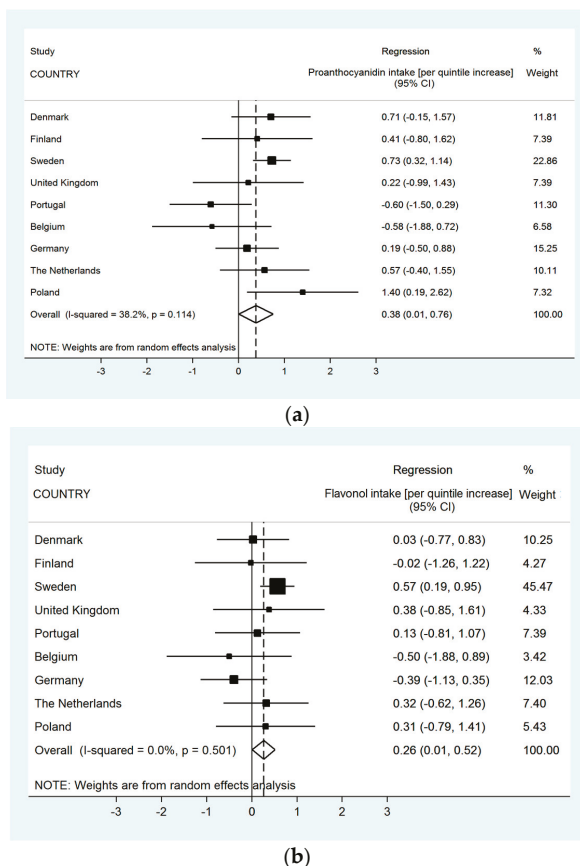 Study Regression %
COUNTRY Proanthocyanidin intake [per quintile increase] Weight
(95% CI)
Denmark 0.71 (-0.15, 1.57) 11.81
Finland 0.41 (-0.80, 1.62) 7.39
Sweden 0.73 (0.32, 1.14) 22.86
United Kingdom 0.22 (-0.99, 1.43) 7.39
Portugal -0.60 (-1.50, 0.29) 11.30
Belgium -0.58 (-1.88, 0.72) 6.58
Germany 0.19 (-0.50, 0.88) 15.25
The Netherlands 0.57 (-0.40, 1.55) 10.11
Poland 1.40 (0.19, 2.62) 7.32
Overall (I-squared = 38.2%, p = 0.114) 0.38 (0.01, 0.76) 100.00
NOTE: Weights are from random effects analysis
-3 -2 -1 0 1 2 3
(a)
Study Regression %
COUNTRY Flavonol intake [per quintile increase] Weight
(95% CI)
Denmark 0.03 (-0.77, 0.83) 10.25
Finland -0.02 (-1.26, 1.22) 4.27
Sweden 0.57 (0.19, 0.95) 45.47
United Kingdom 0.38 (-0.85, 1.61) 4.33
Portugal 0.13 (-0.81, 1.07) 7.39
Belgium -0.50 (-1.88, 0.89) 3.42
Germany -0.39 (-1.13, 0.35) 12.03
The Netherlands 0.32 (-0.62, 1.26) 7.40
Poland 0.31 (-0.79, 1.41) 5.43
Overall (I-squared = 0.0%, p = 0.501) 0.26 (0.01, 0.52) 100.00
NOTE: Weights are from random effects analysis
-3 -2 -1 0 1 2 3
(b)